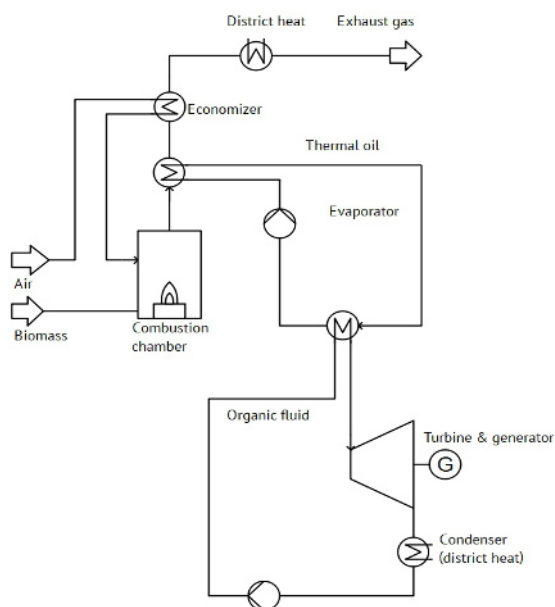 District heat
Exhaust gas
Economizer
Thermal oil
Evaporator
Air
Biomass
Combustion
chamber
Organic fluid
Turbine & generator
G
Condenser
(district heat)